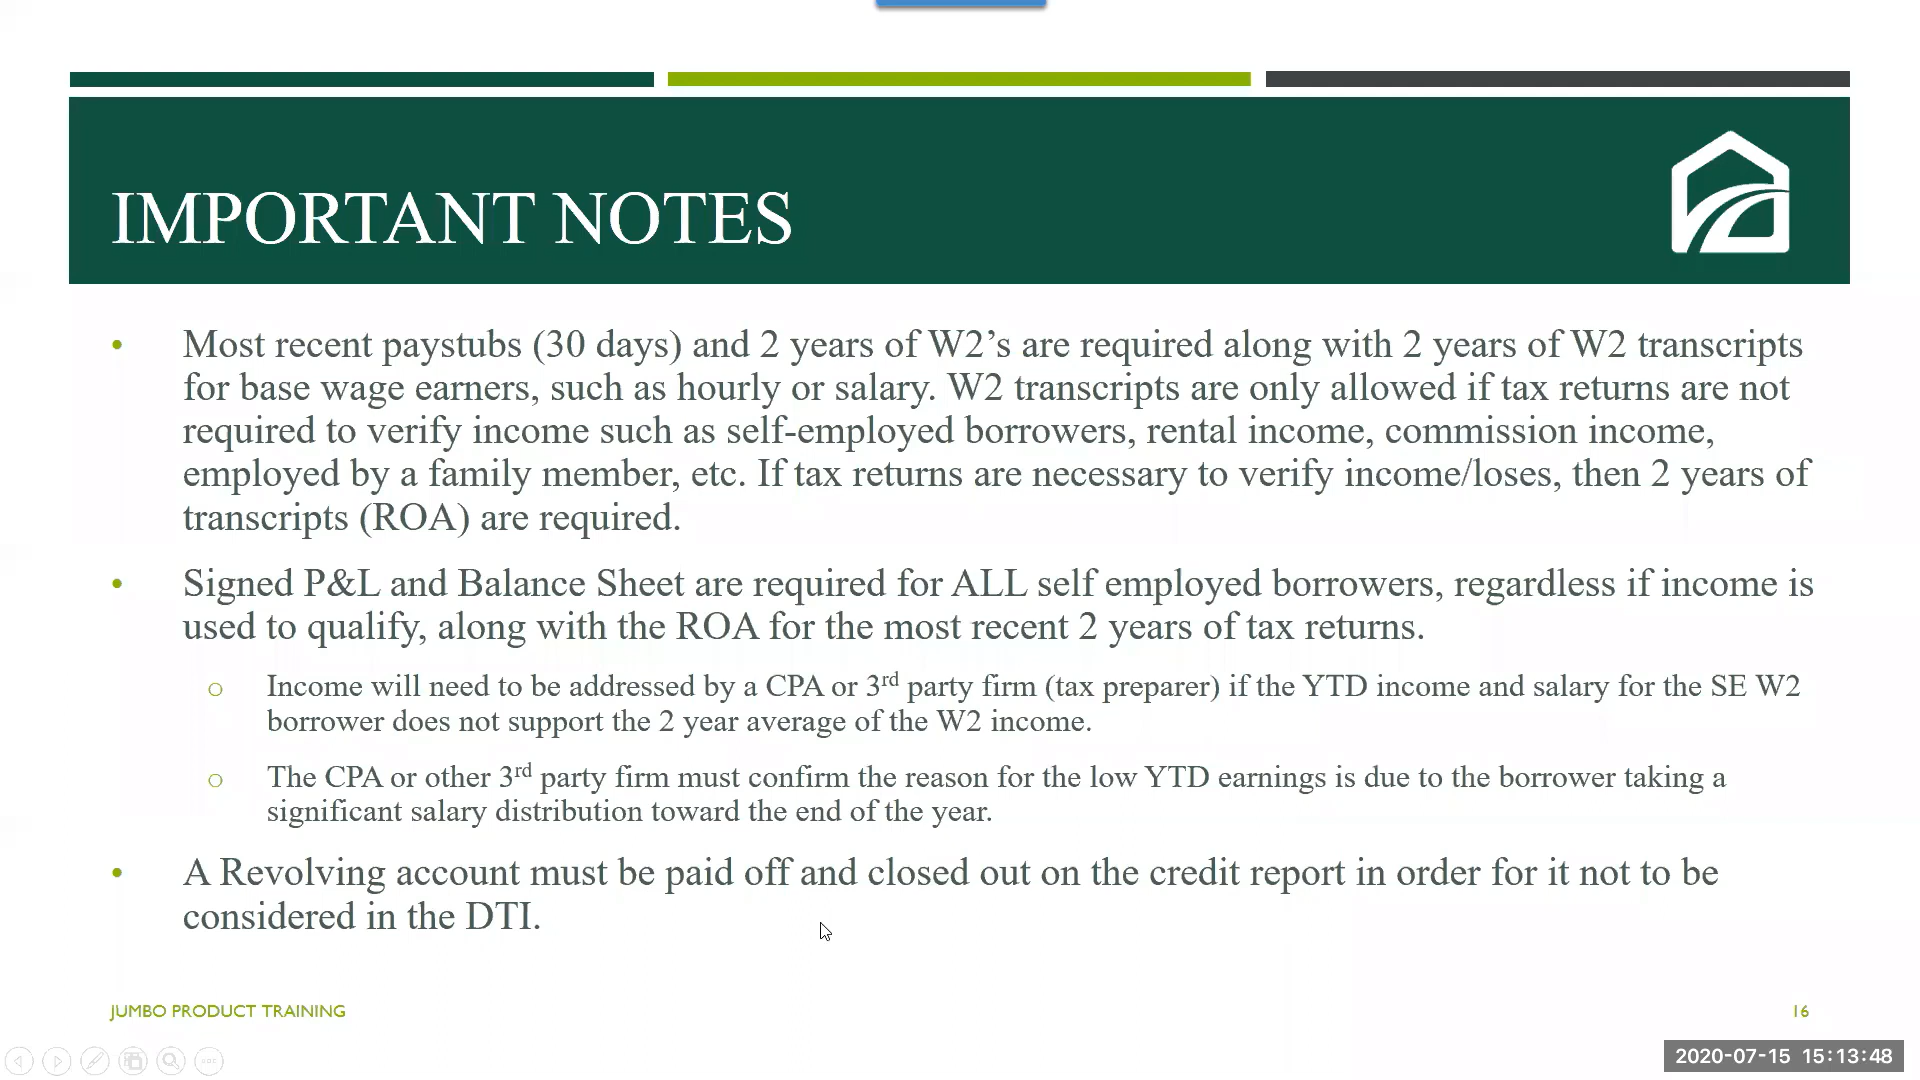 IMPORTANT NOTES
• Most recent paystubs (30 days) and 2 years of W2’s are required along with 2 years of W2 transcripts
for base wage earners, such as hourly or salary. W2 transcripts are only allowed if tax returns are not
required to verify income such as self-employed borrowers, rental income, commission income,
employed by a family member, etc. If tax returns are necessary to verify income/loses, then 2 years of
transcripts (ROA) are required.
• Signed P&L and Balance Sheet are required for ALL self employed borrowers, regardless if income is
used to qualify, along with the ROA for the most recent 2 years of tax returns.
o Income will need to be addressed by a CPA or 3rd party firm (tax preparer) if the YTD income and salary for the SE W2
borrower does not support the 2 year average of the W2 income.
o The CPA or other 3rd party firm must confirm the reason for the low YTD earnings is due to the borrower taking a
significant salary distribution toward the end of the year.
• A Revolving account must be paid off and closed out on the credit report in order for it not to be
considered in the DTI.
JUMBO PRODUCT TRAINING
16
2020-07-15 15:13:48